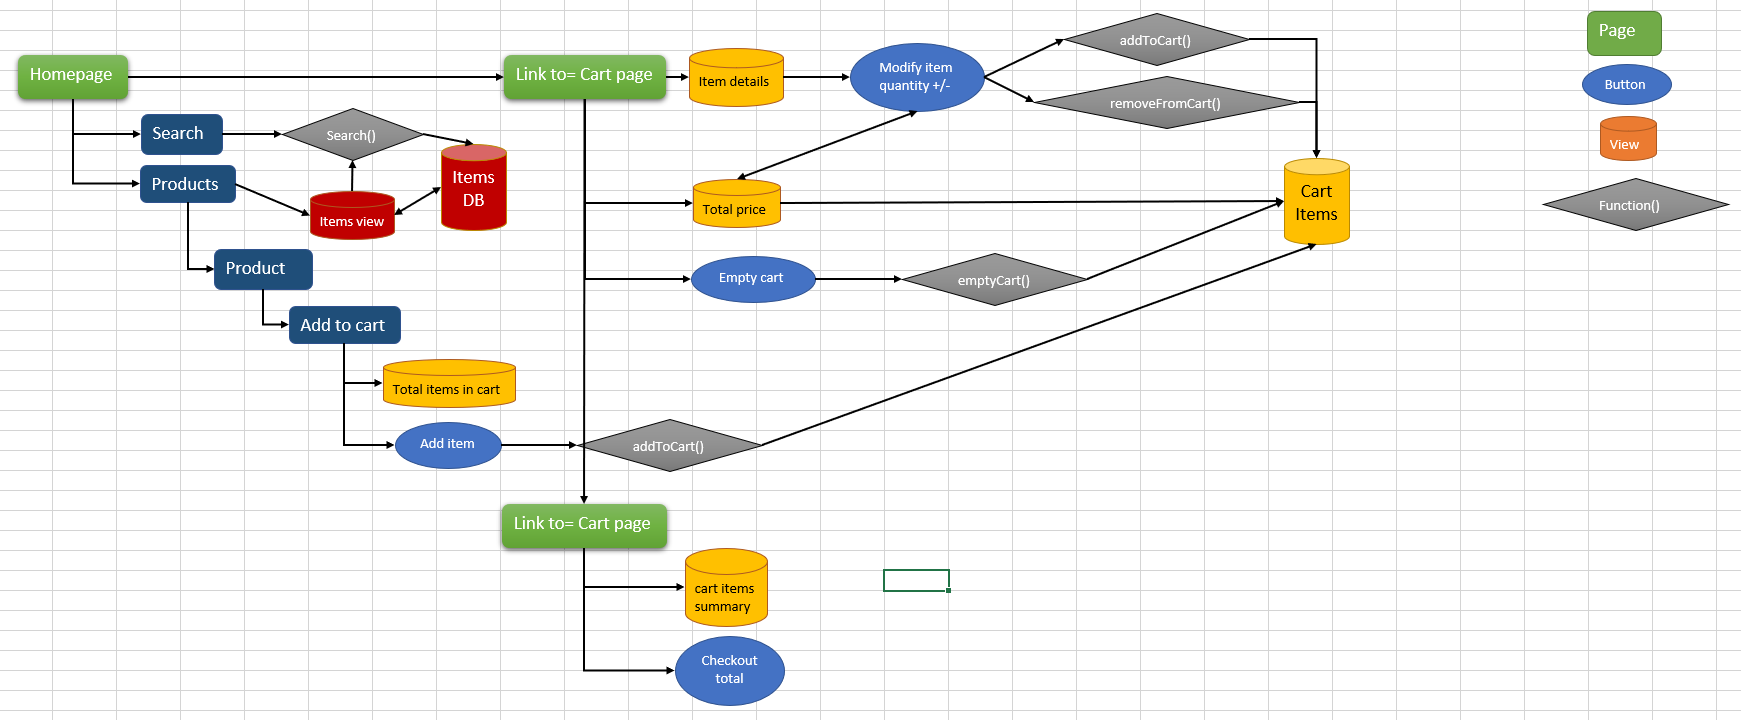 Homepage
Link to= Cart page
Item details
Modify item
quantity +/-
addToCart()
removeFromCart()
Page
Button
View
Function()
Search
Search()
Products
Items view
Items
DB
Total price
Cart
Items
Product
Empty cart
emptyCart()
Add to cart
Total items in cart
Add item
addToCart()
Link to= Cart page
cart items
summary
Checkout
total